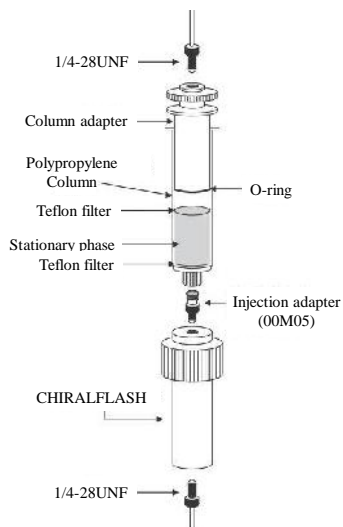 1/4-28UNF
Column adapter
Polypropylene
Column
O-ring
Teflon filter
Stationary phase
Teflon filter
Injection adapter
(00M05)
CHIRALFLASH
1/4-28UNF